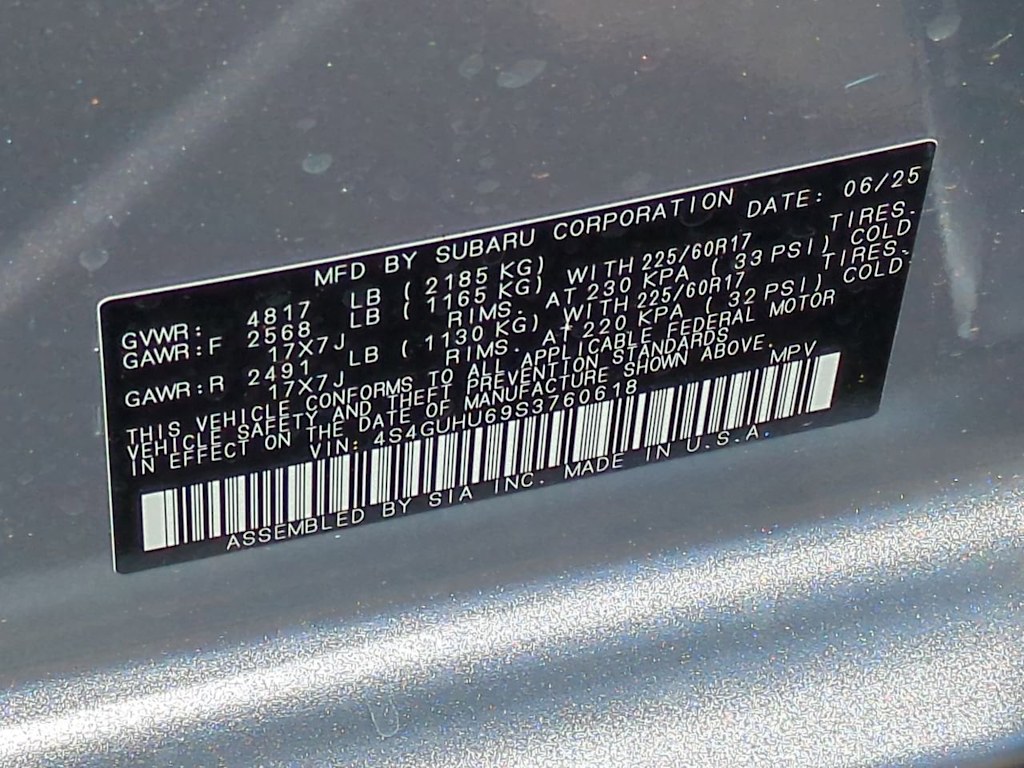 MFD BY SUBARU CORPORATION DATE: 06/25
GVWR: 4817 LB ( 2185 KG)
GAWR:F 2568 LB ( 1165 KG) WITH 225/60R17 TIRES.
17X7J RIMS. AT 230 KPA ( 33 PSI) COLD
GAWR:R 2491 LB ( 1130 KG) WITH 225/60R17 TIRES.
17X7J RIMS. AT 220 KPA ( 32 PSI) COLD
THIS VEHICLE CONFORMS TO ALL APPLICABLE FEDERAL MOTOR
VEHICLE SAFETY AND THEFT PREVENTION STANDARDS
IN EFFECT ON THE DATE OF MANUFACTURE SHOWN ABOVE.
VIN: 4S4GUHU69S3760618 MPV
ASSEMBLED BY SIA INC. MADE IN U.S.A.